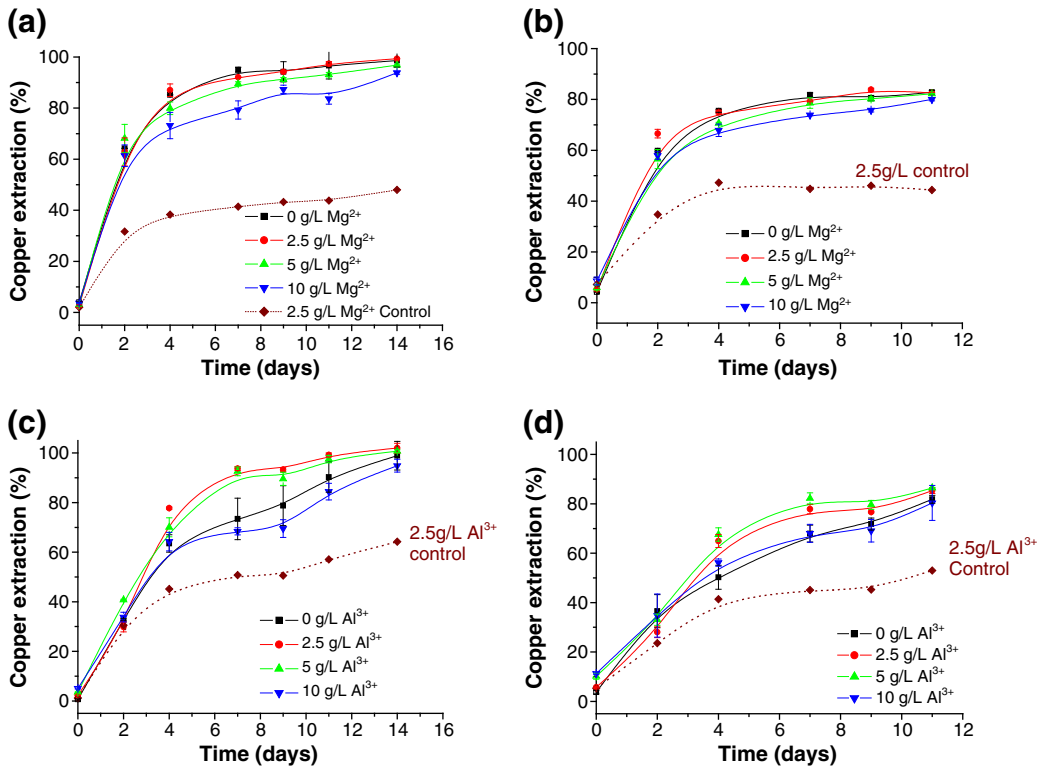 (a)
Copper extraction (%)
100
80
60
40
20
0
0 2 4 6 8 10 12 14 16
Time (days)
0 g/L Mg²⁺
2.5 g/L Mg²⁺
5 g/L Mg²⁺
10 g/L Mg²⁺
2.5 g/L Mg²⁺ Control
(b)
Copper extraction (%)
100
80
60
40
20
0
0 2 4 6 8 10 12
Time (days)
2.5g/L control
0 g/L Mg²⁺
2.5 g/L Mg²⁺
5 g/L Mg²⁺
10 g/L Mg²⁺
(c)
Copper extraction (%)
100
80
60
40
20
0
0 2 4 6 8 10 12 14 16
Time (days)
2.5g/L Al³⁺
control
0 g/L Al³⁺
2.5 g/L Al³⁺
5 g/L Al³⁺
10 g/L Al³⁺
(d)
Copper extraction (%)
100
80
60
40
20
0
0 2 4 6 8 10 12
Time (days)
2.5g/L Al³⁺
Control
0 g/L Al³⁺
2.5 g/L Al³⁺
5 g/L Al³⁺
10 g/L Al³⁺